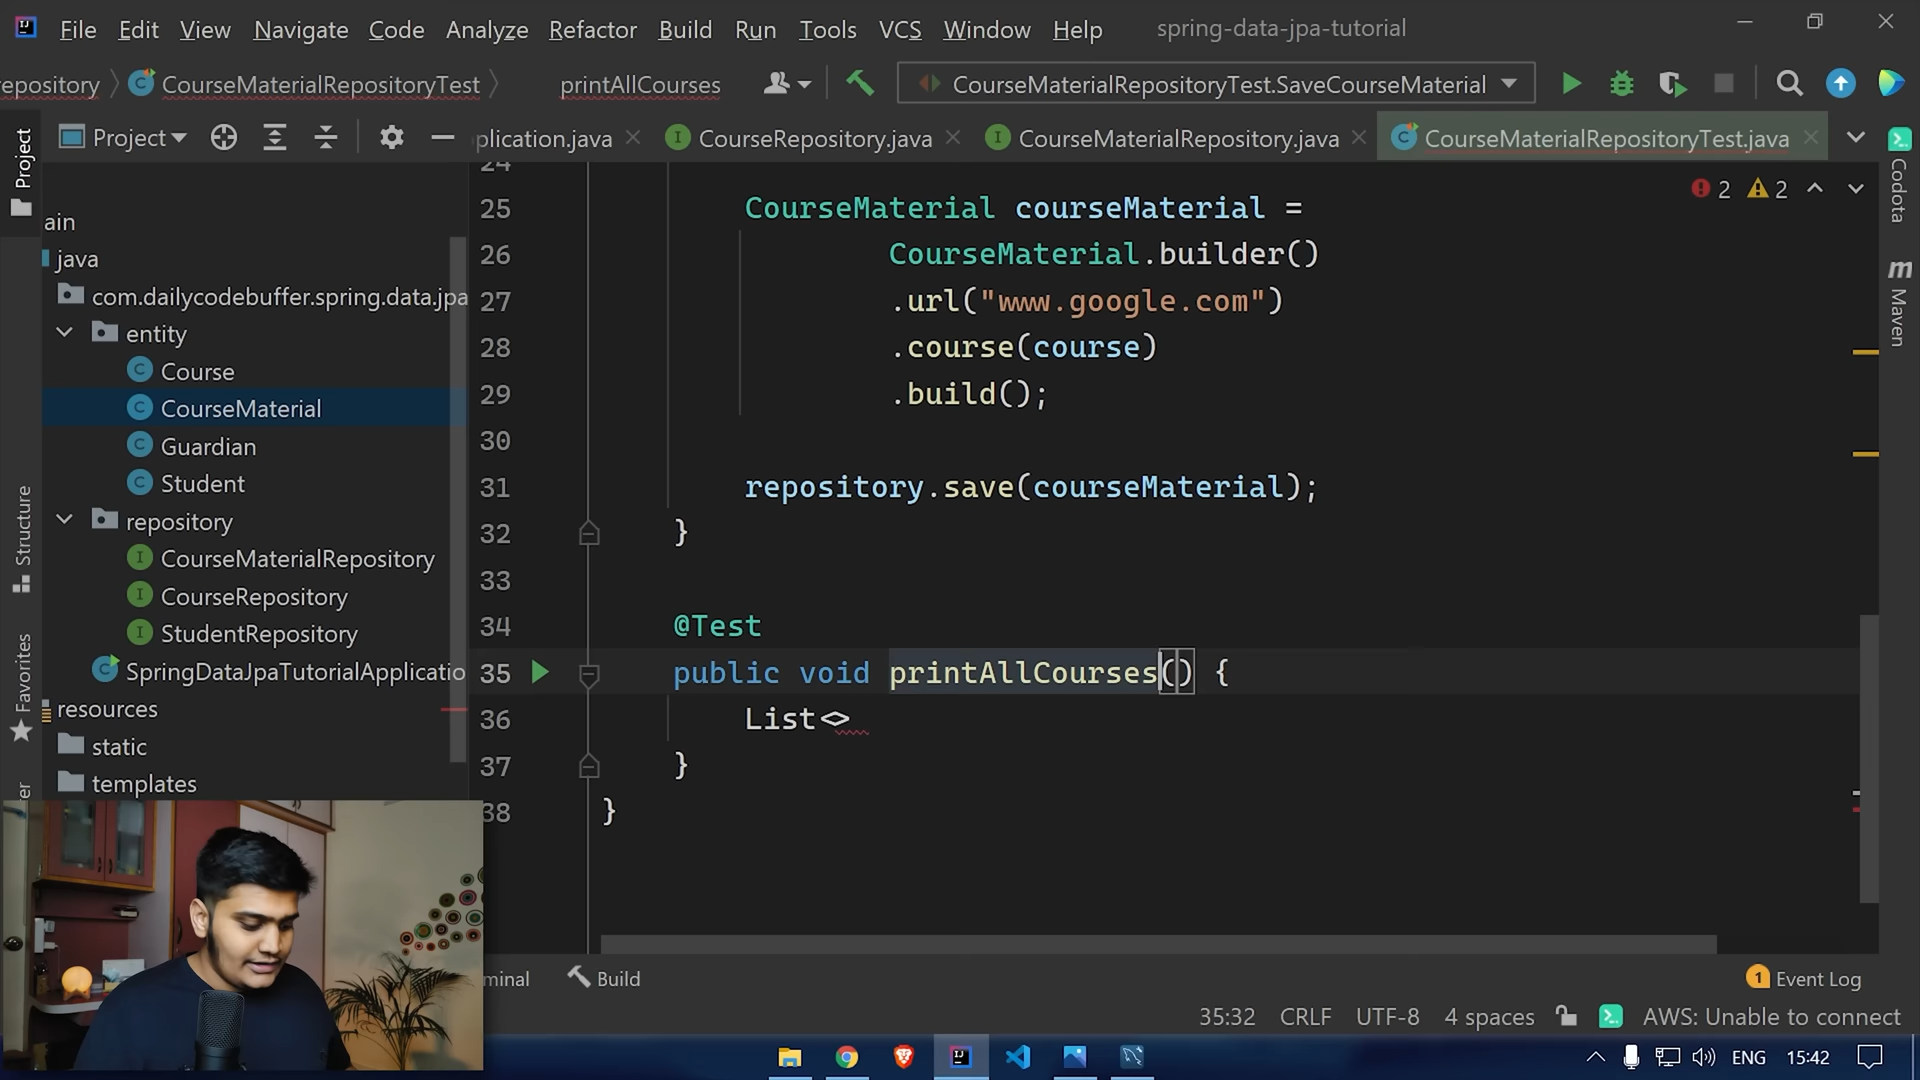 File Edit View Navigate Code Analyze Refactor Build Run Tools VCS Window Help spring-data-jpa-tutorial
repository CourseMaterialRepositoryTest printAllCourses CourseMaterialRepositoryTest.SaveCourseMaterial
Project plication.java CourseRepository.java CourseMaterialRepository.java CourseMaterialRepositoryTest.java
Project
Structure
Favorites
Codota
Maven
2 2
ain
java
com.dailycodebuffer.spring.data.jpa
entity
Course
CourseMaterial
Guardian
Student
repository
CourseMaterialRepository
CourseRepository
StudentRepository
SpringDataJpaTutorialApplicatio
resources
static
templates
24
25 CourseMaterial courseMaterial =
26 CourseMaterial.builder()
27 .url("www.google.com")
28 .course(course)
29 .build();
30
31 repository.save(courseMaterial);
32 }
33
34 @Test
35 public void printAllCourses() {
36 List<>
37 }
38 }
minal Build Event Log
35:32 CRLF UTF-8 4 spaces AWS: Unable to connect
ENG 15:42